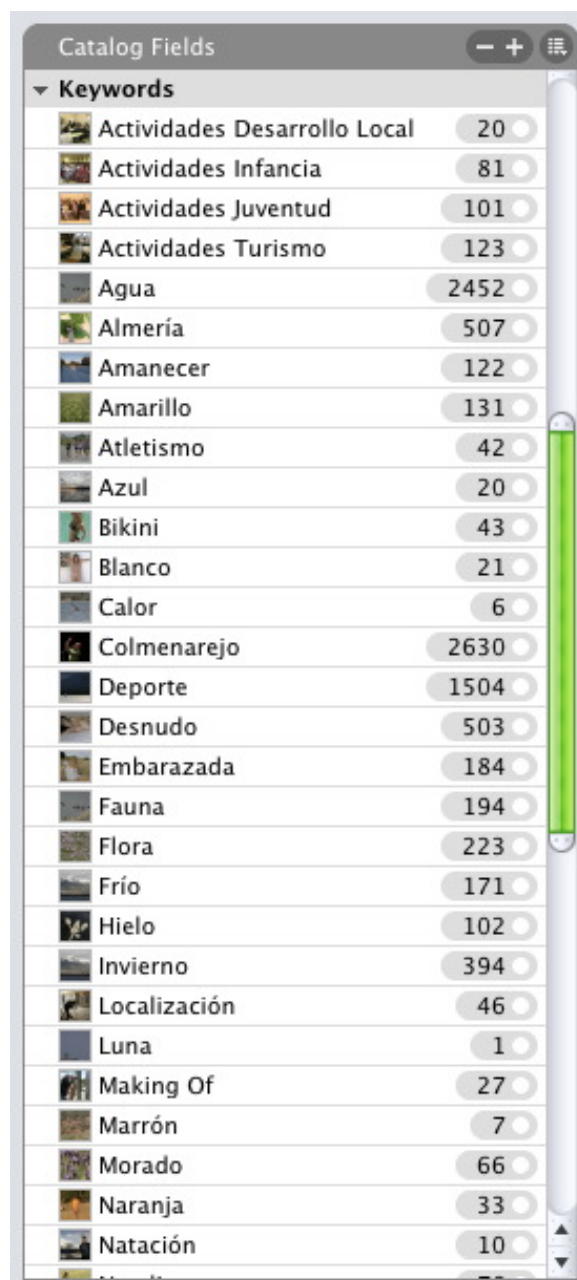 Catalog Fields
Keywords
Actividades Desarrollo Local 20
Actividades Infancia 81
Actividades Juventud 101
Actividades Turismo 123
Agua 2452
Almería 507
Amanecer 122
Amarillo 131
Atletismo 42
Azul 20
Bikini 43
Blanco 21
Calor 6
Colmenarejo 2630
Deporte 1504
Desnudo 503
Embarazada 184
Fauna 194
Flora 223
Frío 171
Hielo 102
Invierno 394
Localización 46
Luna 1
Making Of 27
Marrón 7
Morado 66
Naranja 33
Natación 10